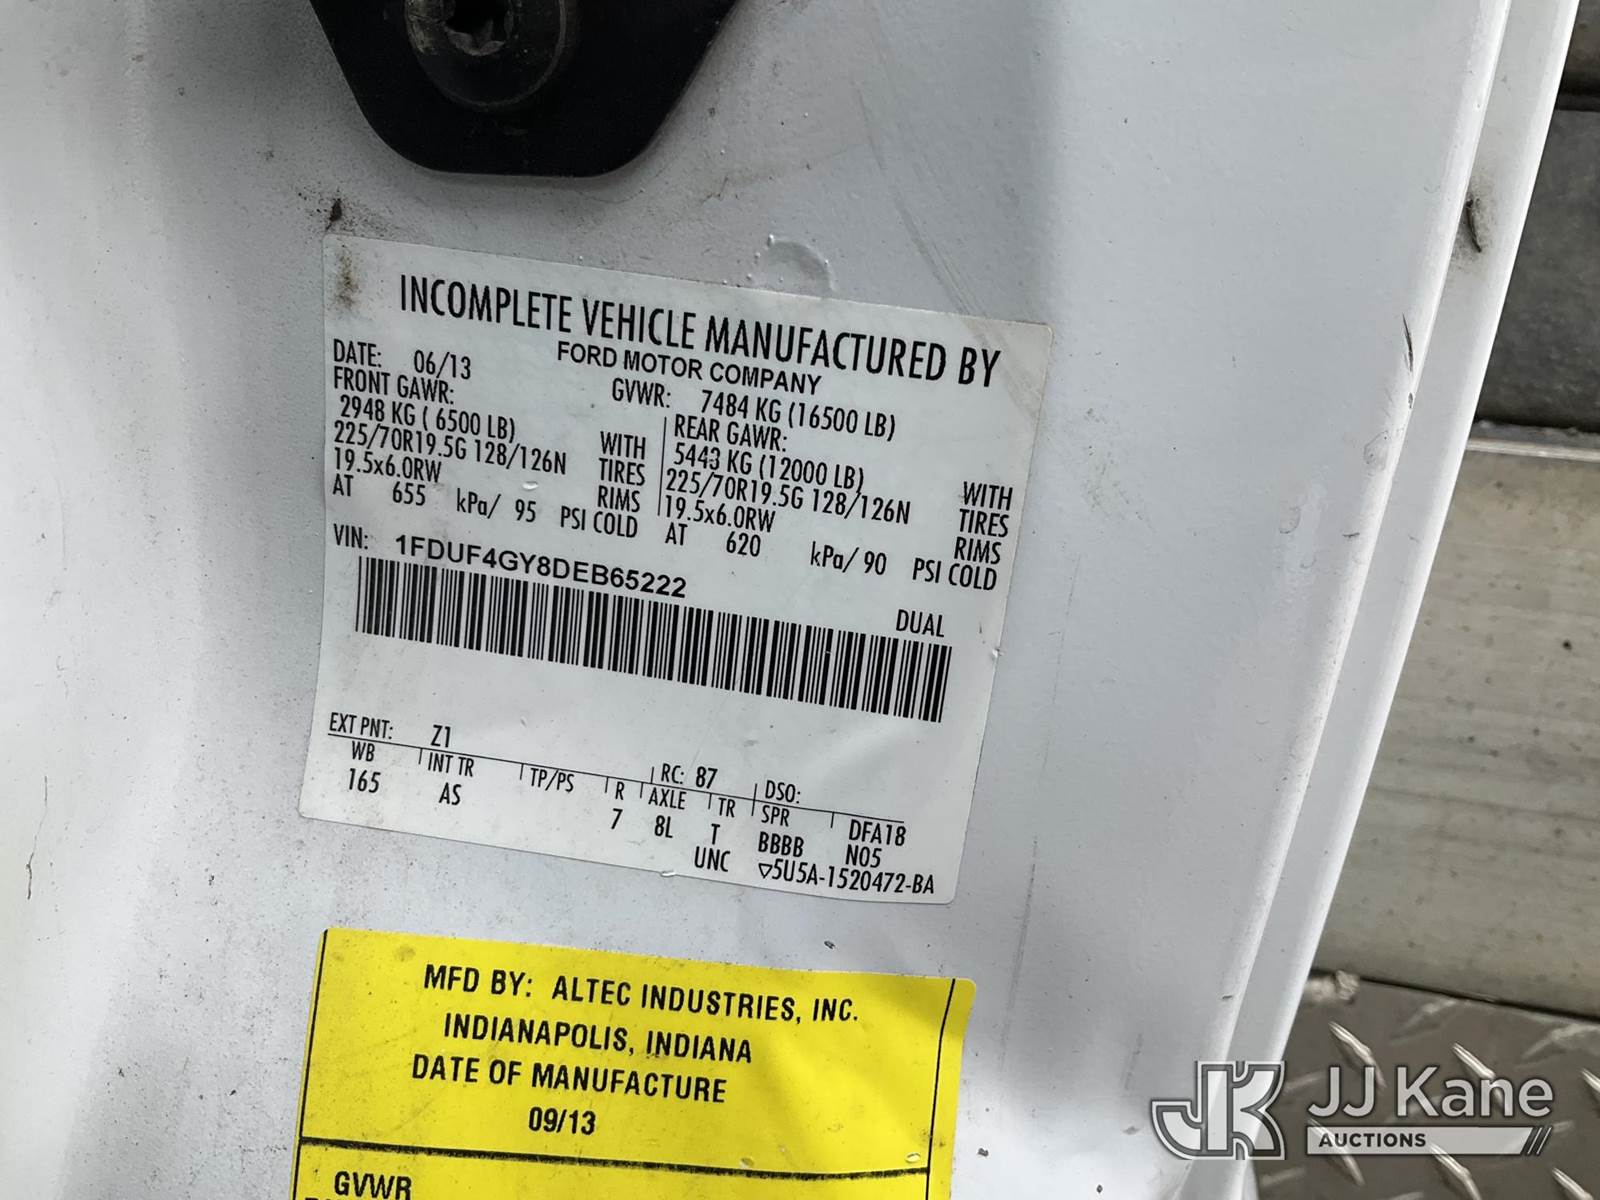 INCOMPLETE VEHICLE MANUFACTURED BY
FORD MOTOR COMPANY
DATE: 06/13 GVWR: 7484 KG (16500 LB)
FRONT GAWR: REAR GAWR:
2948 KG ( 6500 LB) WITH 5443 KG (12000 LB) WITH
225/70R19.5G 128/126N TIRES 225/70R19.5G 128/126N TIRES
19.5x6.0RW RIMS 19.5x6.0RW RIMS
AT 655 kPa/ 95 PSI COLD AT 620 kPa/ 90 PSI COLD
VIN: 1FDUF4GY8DEB65222
DUAL
EXT PNT: Z1 RC: 87 DSO:
WB INT TR TP/PS R AXLE TR SPR DFA18
165 AS 7 8L T BBBB N05
UNC ▽5U5A-1520472-BA
MFD BY: ALTEC INDUSTRIES, INC.
INDIANAPOLIS, INDIANA
DATE OF MANUFACTURE
09/13
GVWR
JK JJ Kane
AUCTIONS